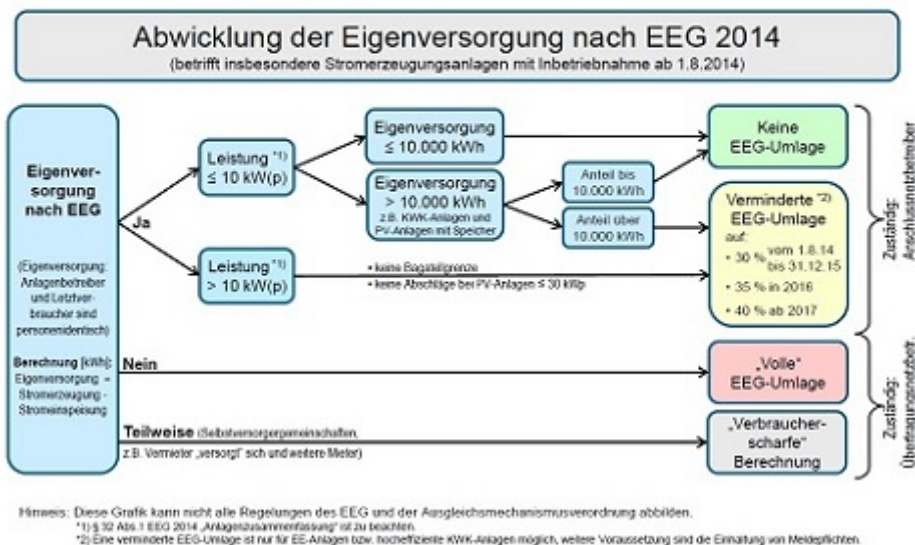 Abwicklung der Eigenversorgung nach EEG 2014
(betrifft insbesondere Stromerzeugungsanlagen mit Inbetriebnahme ab 1.8.2014)
Eigenver-
sorgung
nach EEG
(Eigenversorgung:
Anlagenbetreiber
und Letztver-
braucher sind
personenidentisch)
Berechnung [kWh]:
Eigenversorgung =
Stromerzeugung -
Stromeinspeisung
Ja
Leistung *1)
≤ 10 kW(p)
Leistung *1)
> 10 kW(p)
Eigenversorgung
≤ 10.000 kWh
Eigenversorgung
> 10.000 kWh
z.B. KWK-Anlagen und
PV-Anlagen mit Speicher
Anteil bis
10.000 kWh
Anteil über
10.000 kWh
• keine Bagatellgrenze
• keine Abschläge bei PV-Anlagen ≤ 30 kWp
Keine
EEG-Umlage
Verminderte *2)
EEG-Umlage
auf:
• 30 % vom 1.8.14
bis 31.12.15
• 35 % in 2016
• 40 % ab 2017
Nein
„Volle"
EEG-Umlage
Teilweise (Selbstversorgergemeinschaften,
z.B. Vermieter „versorgt" sich und weitere Mieter)
„Verbraucher-
scharfe"
Berechnung
Zuständig:
Anschlussnetzbetreiber
Zuständig:
Übertragungsnetzbetr.
Hinweis: Diese Grafik kann nicht alle Regelungen des EEG und der Ausgleichsmechanismusverordnung abbilden.
*1) § 32 Abs.1 EEG 2014 „Anlagenzusammenfassung" ist zu beachten.
*2) Eine verminderte EEG-Umlage ist nur für EE-Anlagen bzw. hocheffiziente KWK-Anlagen möglich, weitere Voraussetzung sind die Einhaltung von Meldepflichten.